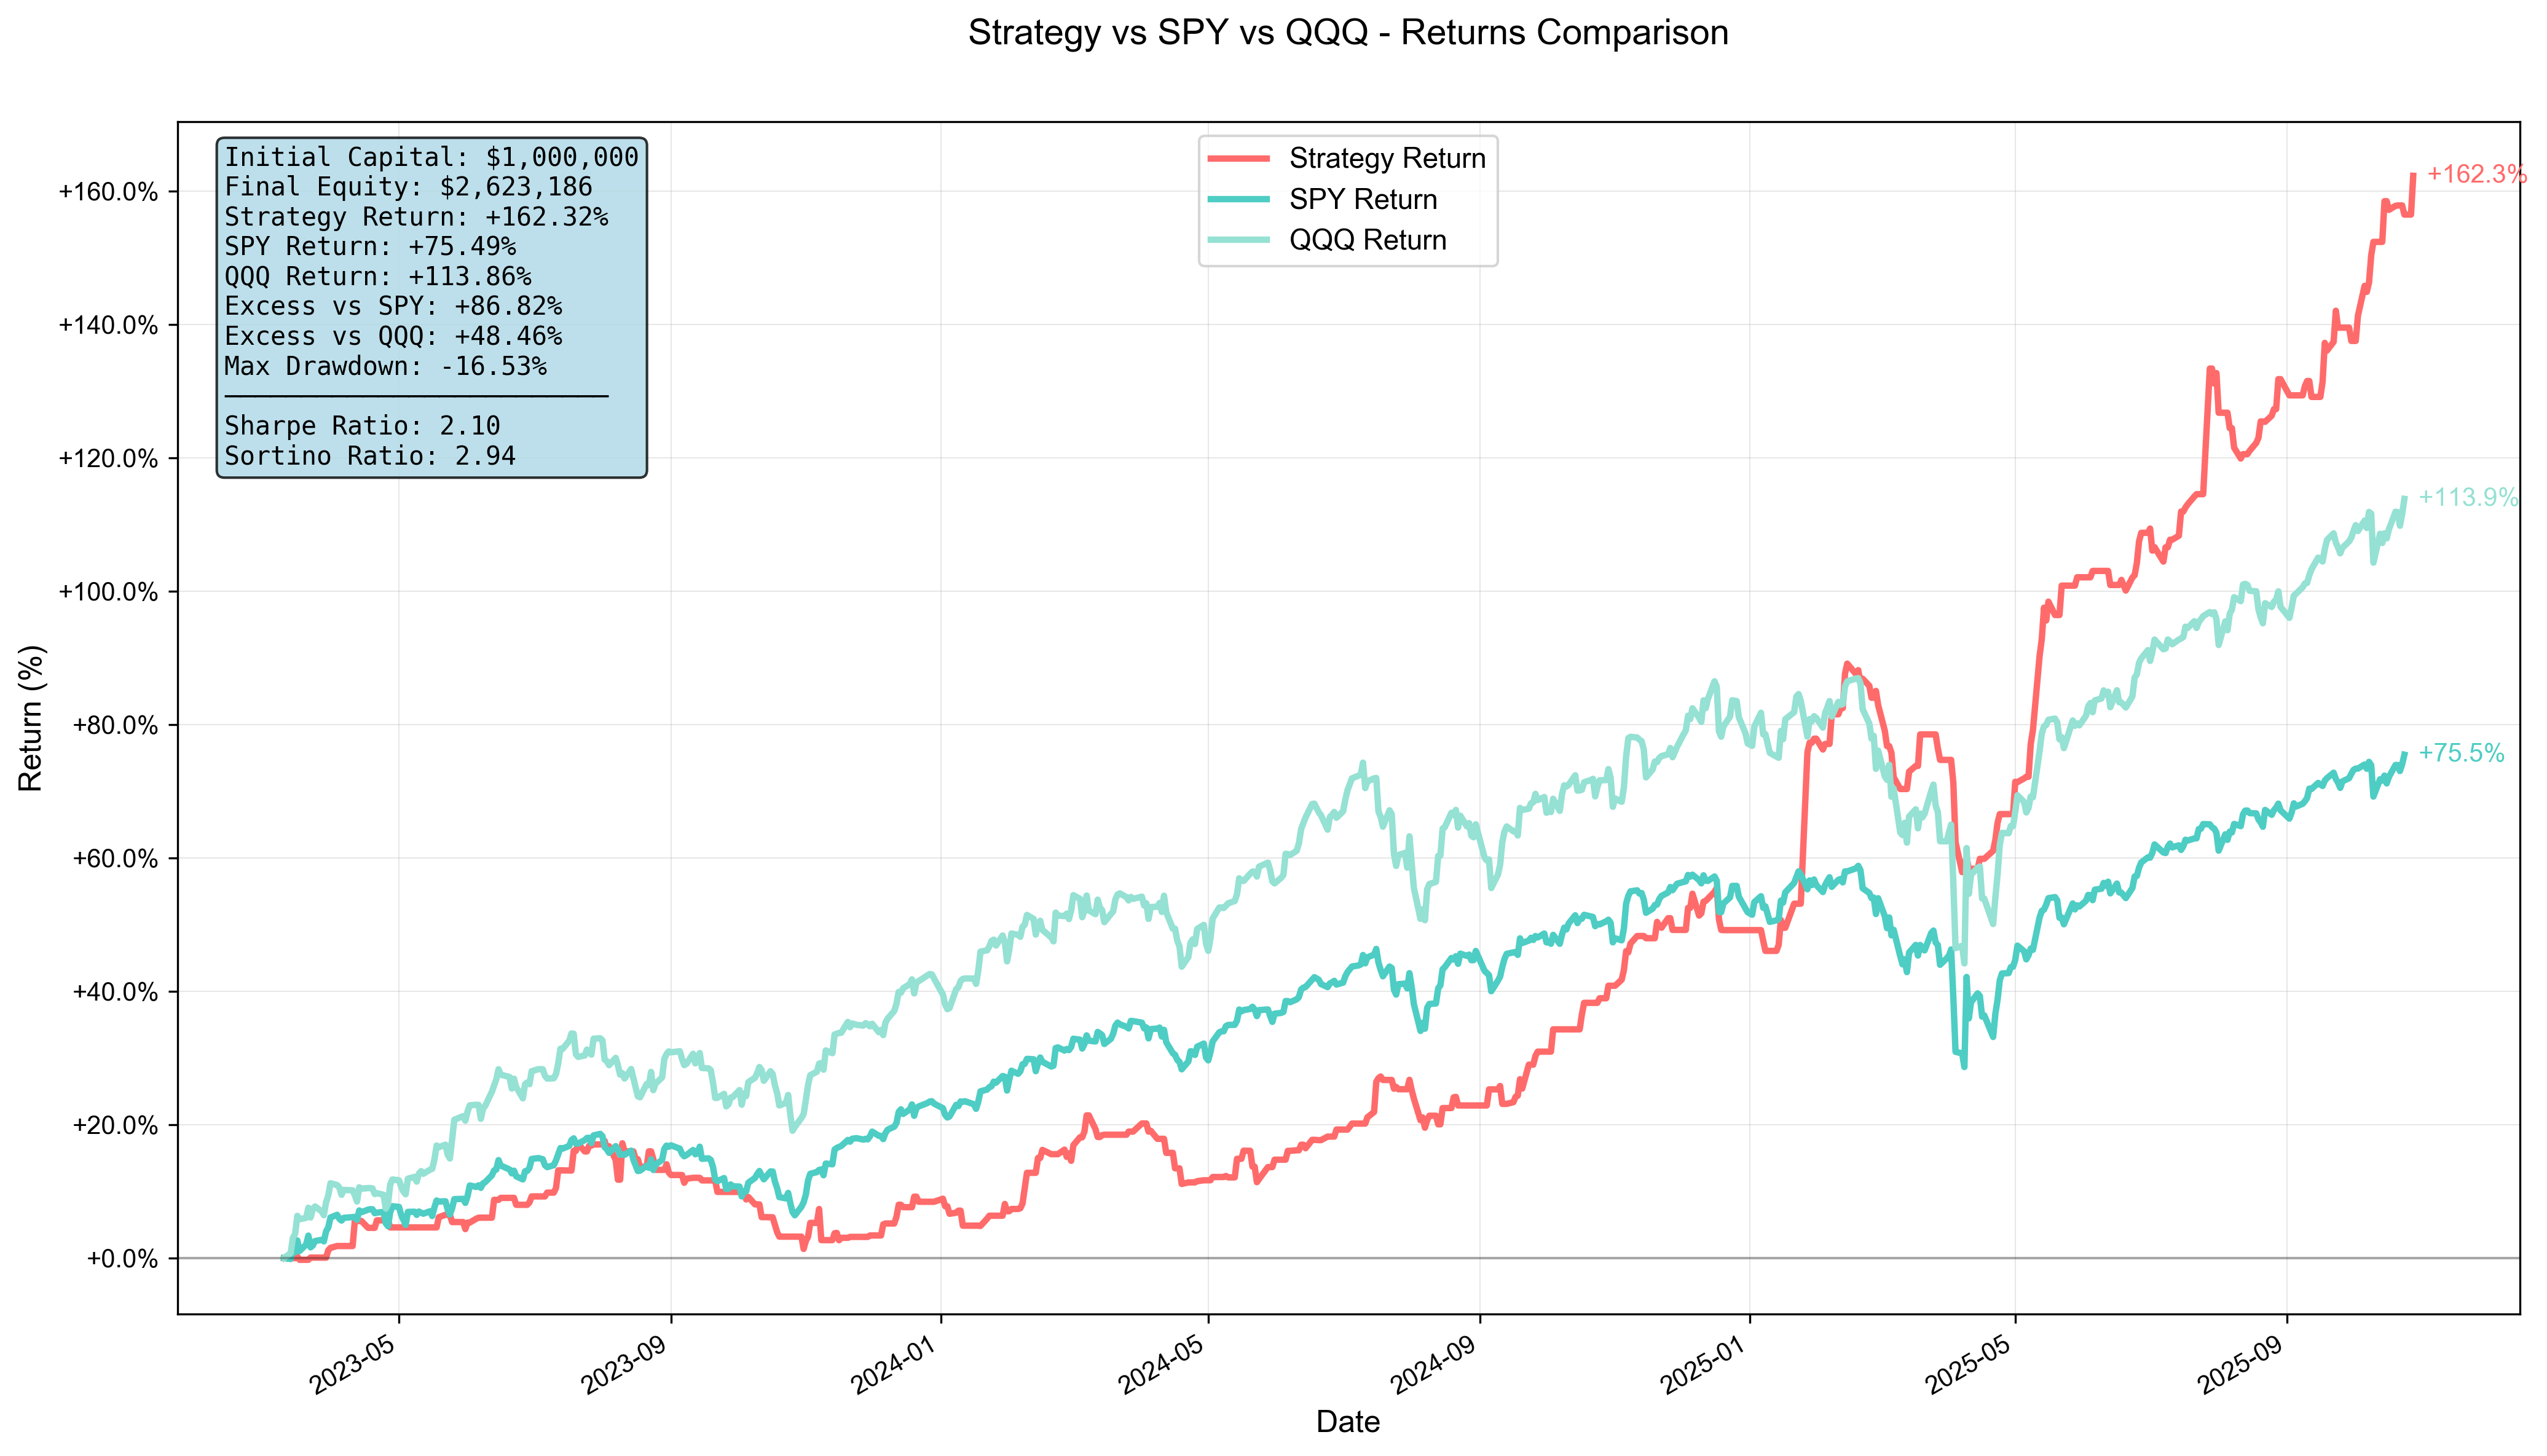 Strategy vs SPY vs QQQ - Returns Comparison
Initial Capital: $1,000,000
Final Equity: $2,623,186
Strategy Return: +162.32%
SPY Return: +75.49%
QQQ Return: +113.86%
Excess vs SPY: +86.82%
Excess vs QQQ: +48.46%
Max Drawdown: -16.53%
Sharpe Ratio: 2.10
Sortino Ratio: 2.94
Strategy Return
SPY Return
QQQ Return
+162.3%
+113.9%
+75.5%
Return (%)
+160.0%
+140.0%
+120.0%
+100.0%
+80.0%
+60.0%
+40.0%
+20.0%
+0.0%
2023-05
2023-09
2024-01
2024-05
2024-09
2025-01
2025-05
2025-09
Date